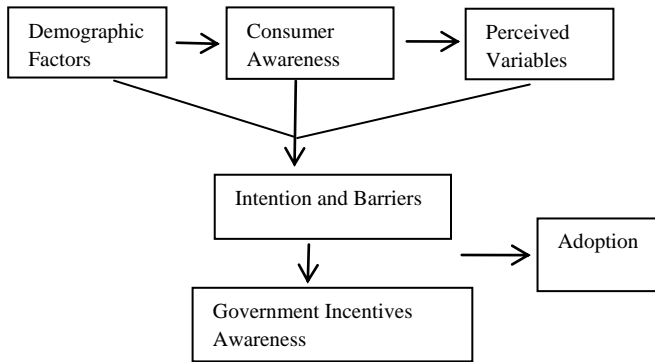 Demographic
Factors
Consumer
Awareness
Perceived
Variables
Intention and Barriers
Adoption
Government Incentives
Awareness